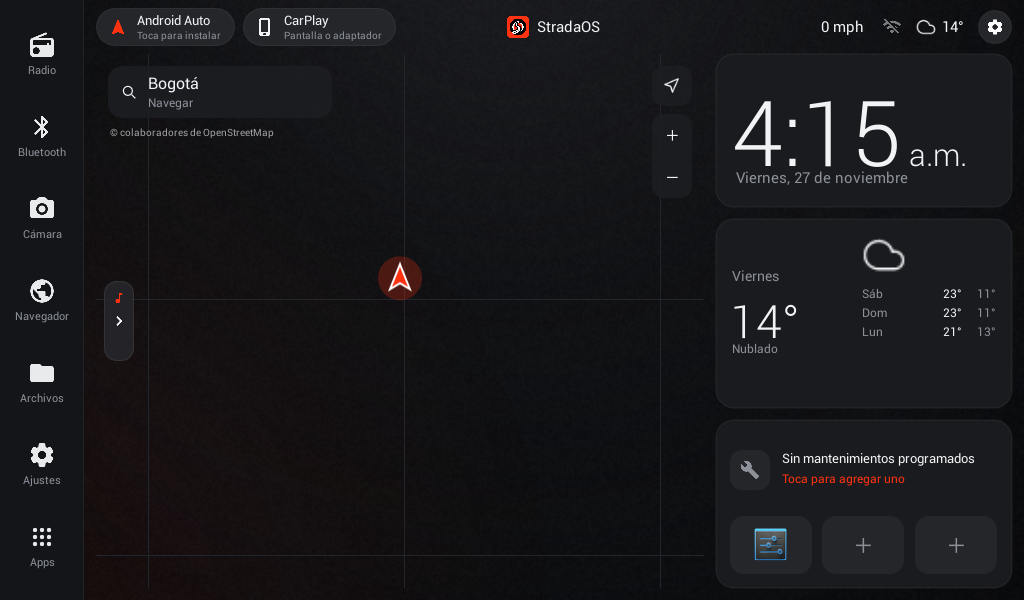 Radio
Bluetooth
Cámara
Navegador
Archivos
Ajustes
Apps
Android Auto
Toca para instalar
CarPlay
Pantalla o adaptador
StradaOS
0 mph
14°
Bogotá
Navegar
© colaboradores de OpenStreetMap
+
−
4:15 a.m.
Viernes, 27 de noviembre
Viernes
14°
Nublado
Sáb 23° 11°
Dom 23° 11°
Lun 21° 13°
Sin mantenimientos programados
Toca para agregar uno
+ +